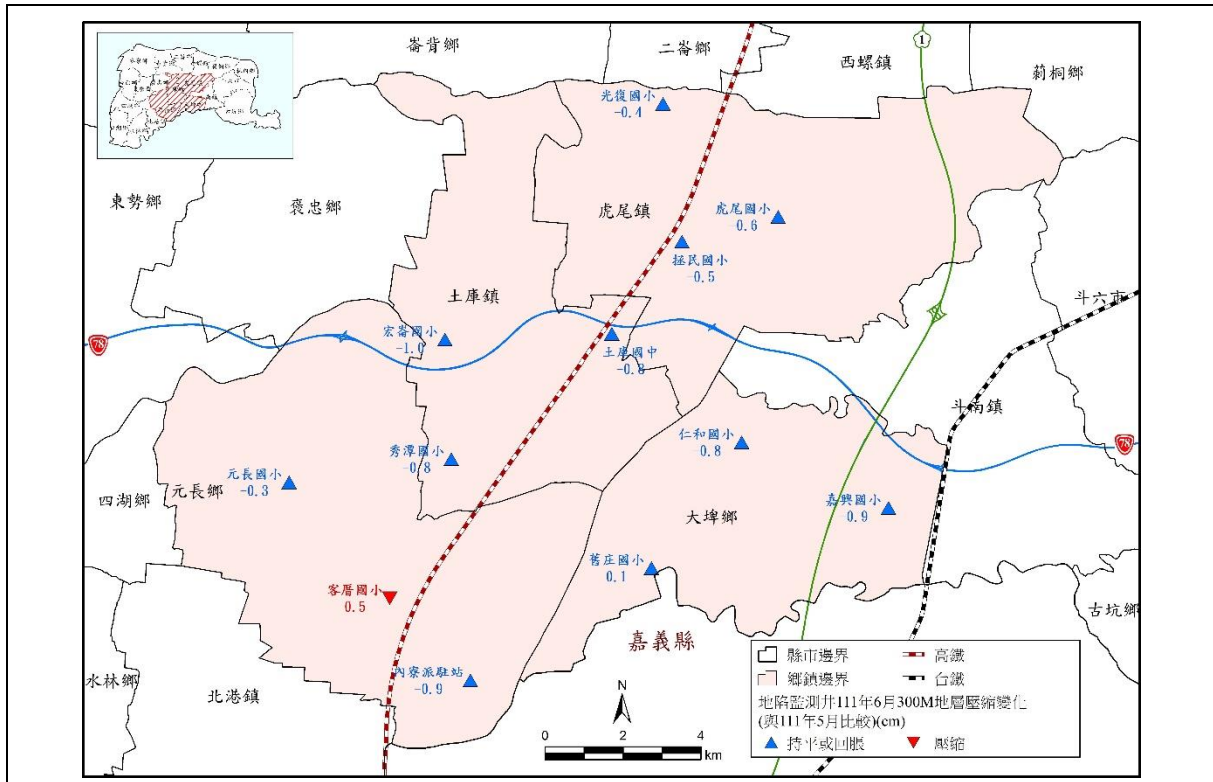 崙背鄉
二崙鄉
1
西螺鎮
莿桐鄉
光復國小
-0.4
東勢鄉
褒忠鄉
虎尾鎮
虎尾國小
-0.6
拯民國小
-0.5
土庫鎮
斗六市
宏崙國小
-1.0
78
土庫國中
-0.8
斗南鎮
仁和國小
-0.8
78
秀潭國小
-0.8
元長國小
-0.3
四湖鄉
元長鄉
嘉興國小
0.9
大埤鄉
舊庄國小
0.1
客厝國小
0.5
古坑鄉
嘉義縣
內寮派駐站
-0.9
水林鄉
北港鎮
N
0 2 4
km
縣市邊界
高鐵
鄉鎮邊界
台鐵
地陷監測井111年6月300M地層壓縮變化
(與111年5月比較)(cm)
持平或回脹
壓縮